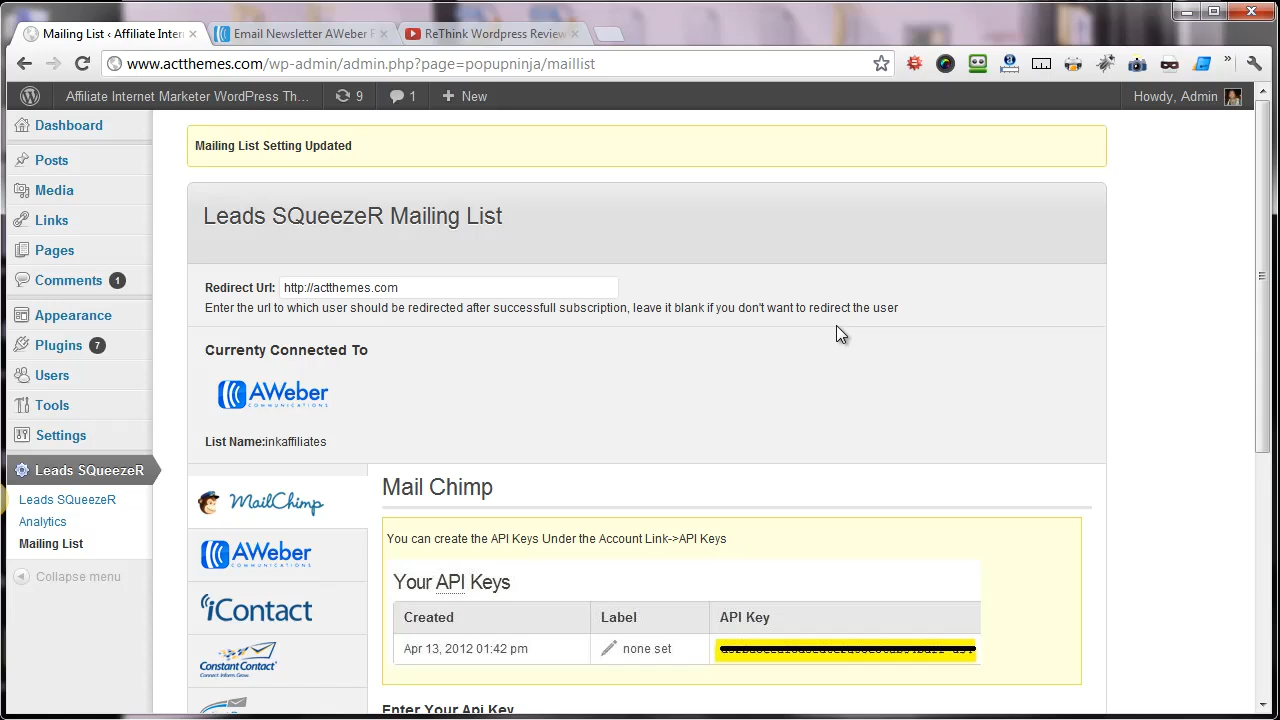 Mailing List ‹ Affiliate Inter
Email Newsletter AWeber F
ReThink Wordpress Review
www.actthemes.com/wp-admin/admin.php?page=popupninja/maillist
Affiliate Internet Marketer WordPress Th...
9
1
New
Howdy, Admin
Dashboard
Posts
Media
Links
Pages
Comments 1
Appearance
Plugins 7
Users
Tools
Settings
Leads SQueezeR
Leads SQueezeR
Analytics
Mailing List
Collapse menu
Mailing List Setting Updated
Leads SQueezeR Mailing List
Redirect Url: http://actthemes.com
Enter the url to which user should be redirected after successfull subscription, leave it blank if you don't want to redirect the user
Currently Connected To
AWeber
COMMUNICATIONS
List Name:inkaffiliates
MailChimp
AWeber
COMMUNICATIONS
iContact
Constant Contact
Connect. Inform. Grow.
Mail Chimp
You can create the API Keys Under the Account Link->API Keys
Your API Keys
Created Label API Key
Apr 13, 2012 01:42 pm none set
Enter Your Api Key